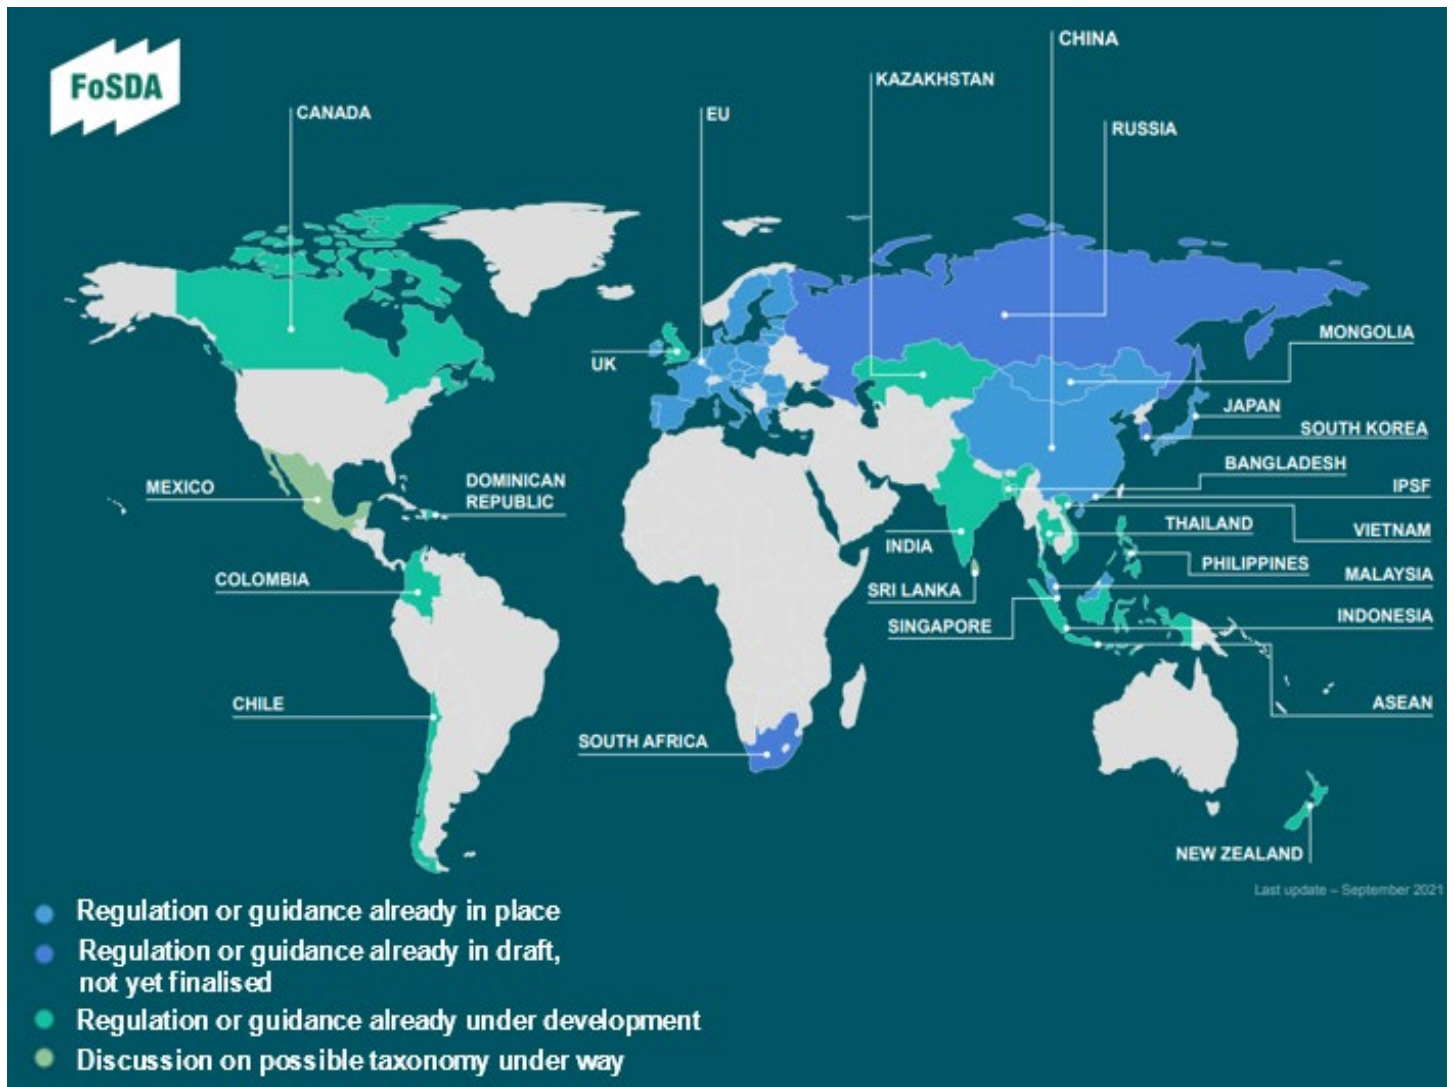 FoSDA
CHINA
KAZAKHSTAN
CANADA
EU
RUSSIA
MONGOLIA
UK
JAPAN
SOUTH KOREA
BANGLADESH
MEXICO
DOMINICAN
REPUBLIC
IPSF
THAILAND
VIETNAM
INDIA
PHILIPPINES
MALAYSIA
COLOMBIA
SRI LANKA
SINGAPORE
INDONESIA
CHILE
ASEAN
SOUTH AFRICA
NEW ZEALAND
Last update – September 2021
Regulation or guidance already in place
Regulation or guidance already in draft,
not yet finalised
Regulation or guidance already under development
Discussion on possible taxonomy under way